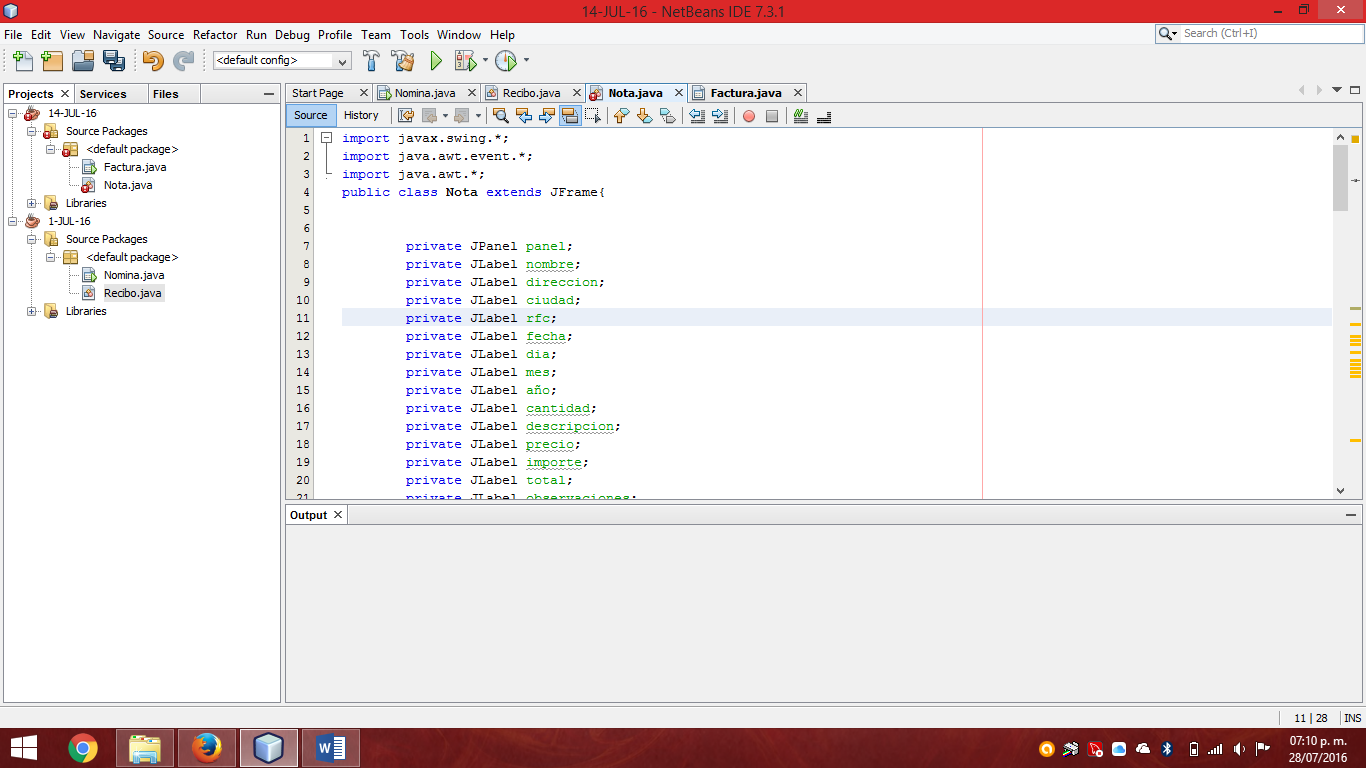 14-JUL-16 - NetBeans IDE 7.3.1
File Edit View Navigate Source Refactor Run Debug Profile Team Tools Window Help
Search (Ctrl+I)
<default config>
Projects Services Files
14-JUL-16
Source Packages
<default package>
Factura.java
Nota.java
Libraries
1-JUL-16
Source Packages
<default package>
Nomina.java
Recibo.java
Libraries
Start Page Nomina.java Recibo.java Nota.java Factura.java
Source History
1 import javax.swing.*;
2 import java.awt.event.*;
3 import java.awt.*;
4 public class Nota extends JFrame{
5
6
7 private JPanel panel;
8 private JLabel nombre;
9 private JLabel direccion;
10 private JLabel ciudad;
11 private JLabel rfc;
12 private JLabel fecha;
13 private JLabel dia;
14 private JLabel mes;
15 private JLabel año;
16 private JLabel cantidad;
17 private JLabel descripcion;
18 private JLabel precio;
19 private JLabel importe;
20 private JLabel total;
21 private JLabel observaciones;
Output
11 | 28 INS
07:10 p. m.
28/07/2016